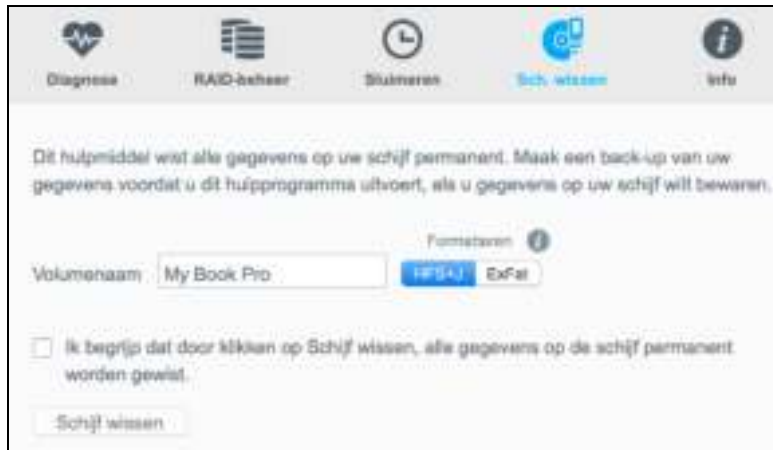 Diagnose
RAID-beheer
Sluimeren
Sch. wissen
Info
Dit hulpmiddel wist alle gegevens op uw schijf permanent. Maak een back-up van uw
gegevens voordat u dit hulpprogramma uitvoert, als u gegevens op uw schijf will bewaren.
Formatteren
Volumenaam My Book Pro HFS+J ExFat
Ik begrijp dat door klikken op Schijf wissen, alle gegevens op de schijf permanent
worden gewist.
Schijf wissen